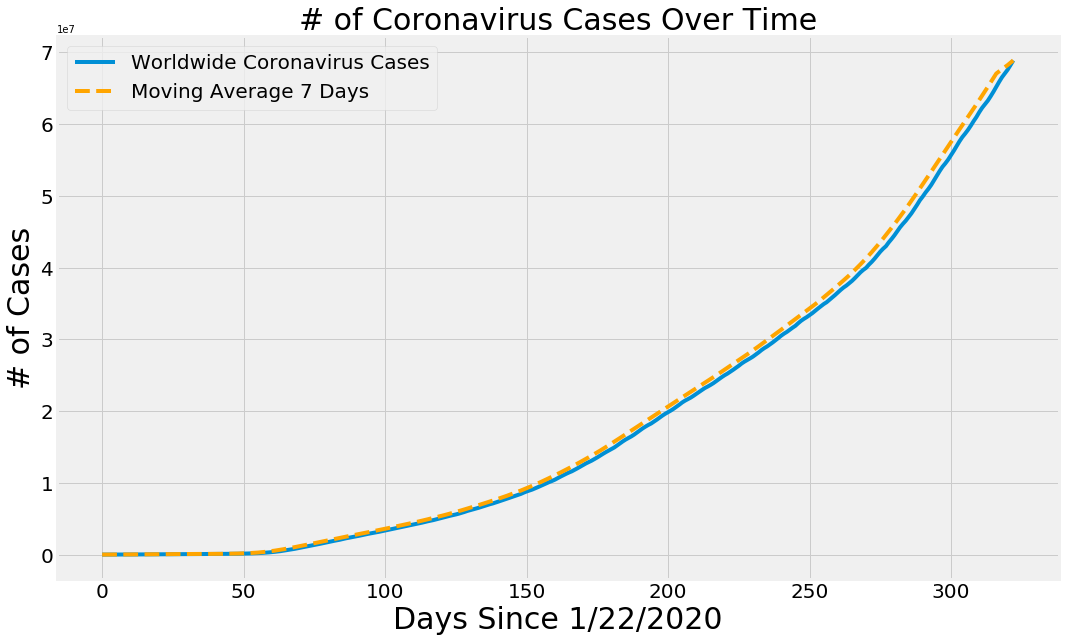 # of Coronavirus Cases Over Time
1e7
Worldwide Coronavirus Cases
Moving Average 7 Days
# of Cases
7
6
5
4
3
2
1
0
0 50 100 150 200 250 300
Days Since 1/22/2020